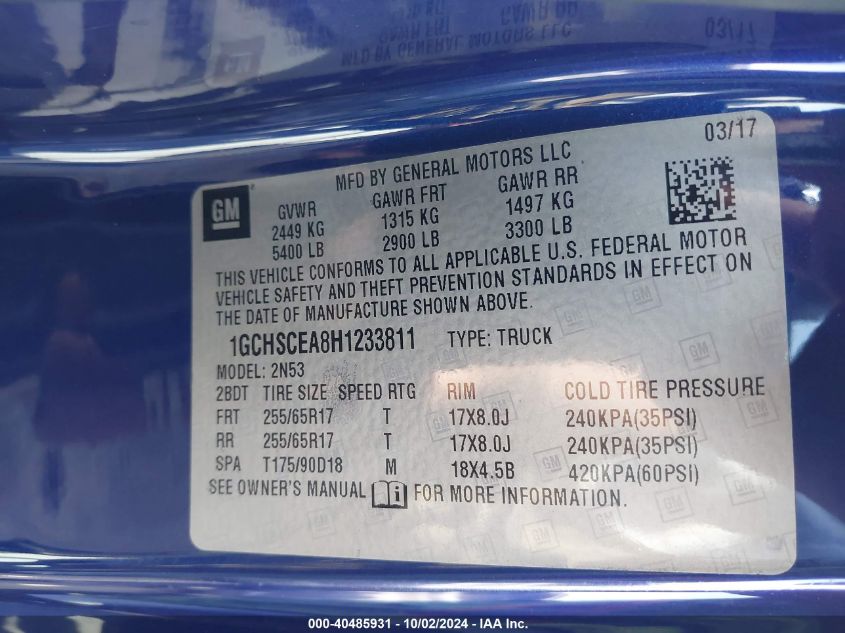 03/17
MFD BY GENERAL MOTORS LLC
GM
GVWR GAWR FRT GAWR RR
2449 KG 1315 KG 1497 KG
5400 LB 2900 LB 3300 LB
THIS VEHICLE CONFORMS TO ALL APPLICABLE U.S. FEDERAL MOTOR
VEHICLE SAFETY AND THEFT PREVENTION STANDARDS IN EFFECT ON
THE DATE OF MANUFACTURE SHOWN ABOVE.
1GCHSCEA8H1233811 TYPE: TRUCK
MODEL: 2N53
2BDT TIRE SIZE SPEED RTG RIM COLD TIRE PRESSURE
FRT 255/65R17 T 17X8.0J 240KPA(35PSI)
RR 255/65R17 T 17X8.0J 240KPA(35PSI)
SPA T175/90D18 M 18X4.5B 420KPA(60PSI)
SEE OWNER'S MANUAL FOR MORE INFORMATION.
000-40485931 - 10/02/2024 - IAA Inc.